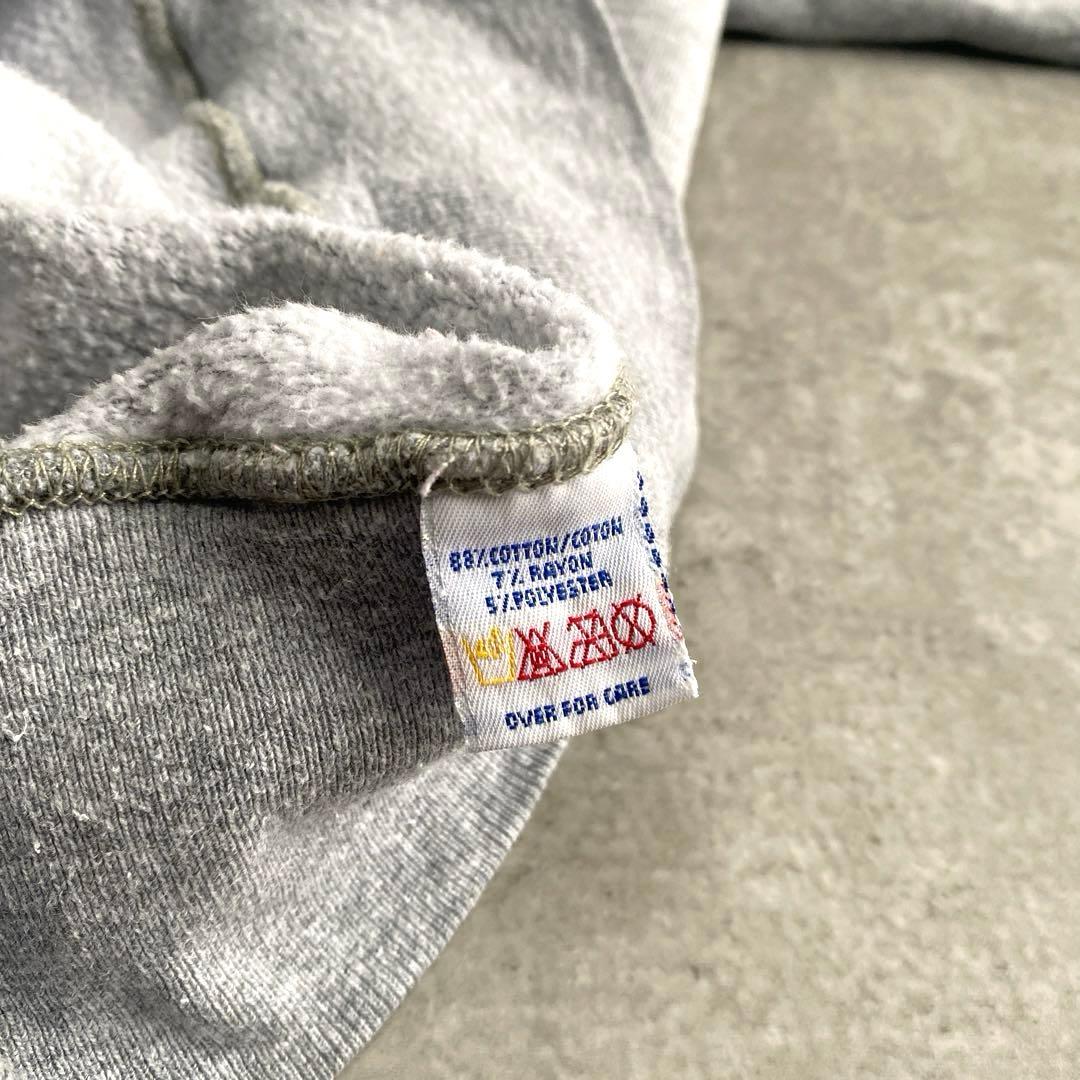 88% COTTON/COTON
7% RAYON
5% POLYESTER
OVER FOR CARE